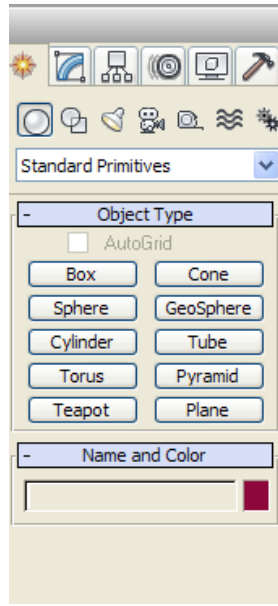 Standard Primitives
- Object Type
AutoGrid
Box Cone
Sphere GeoSphere
Cylinder Tube
Torus Pyramid
Teapot Plane
- Name and Color